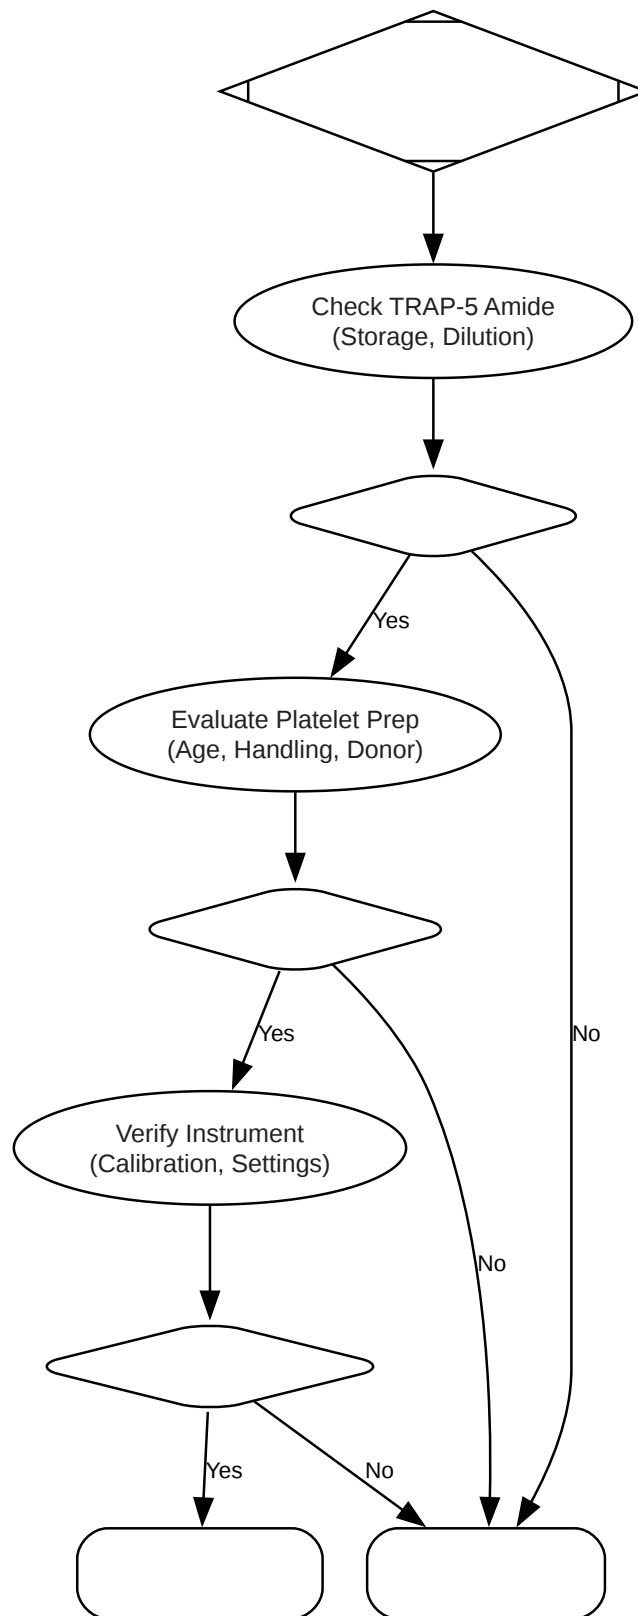 Check TRAP-5 Amide
(Storage, Dilution)
Yes
Evaluate Platelet Prep
(Age, Handling, Donor)
Yes
No
Verify Instrument
(Calibration, Settings)
No
Yes
No